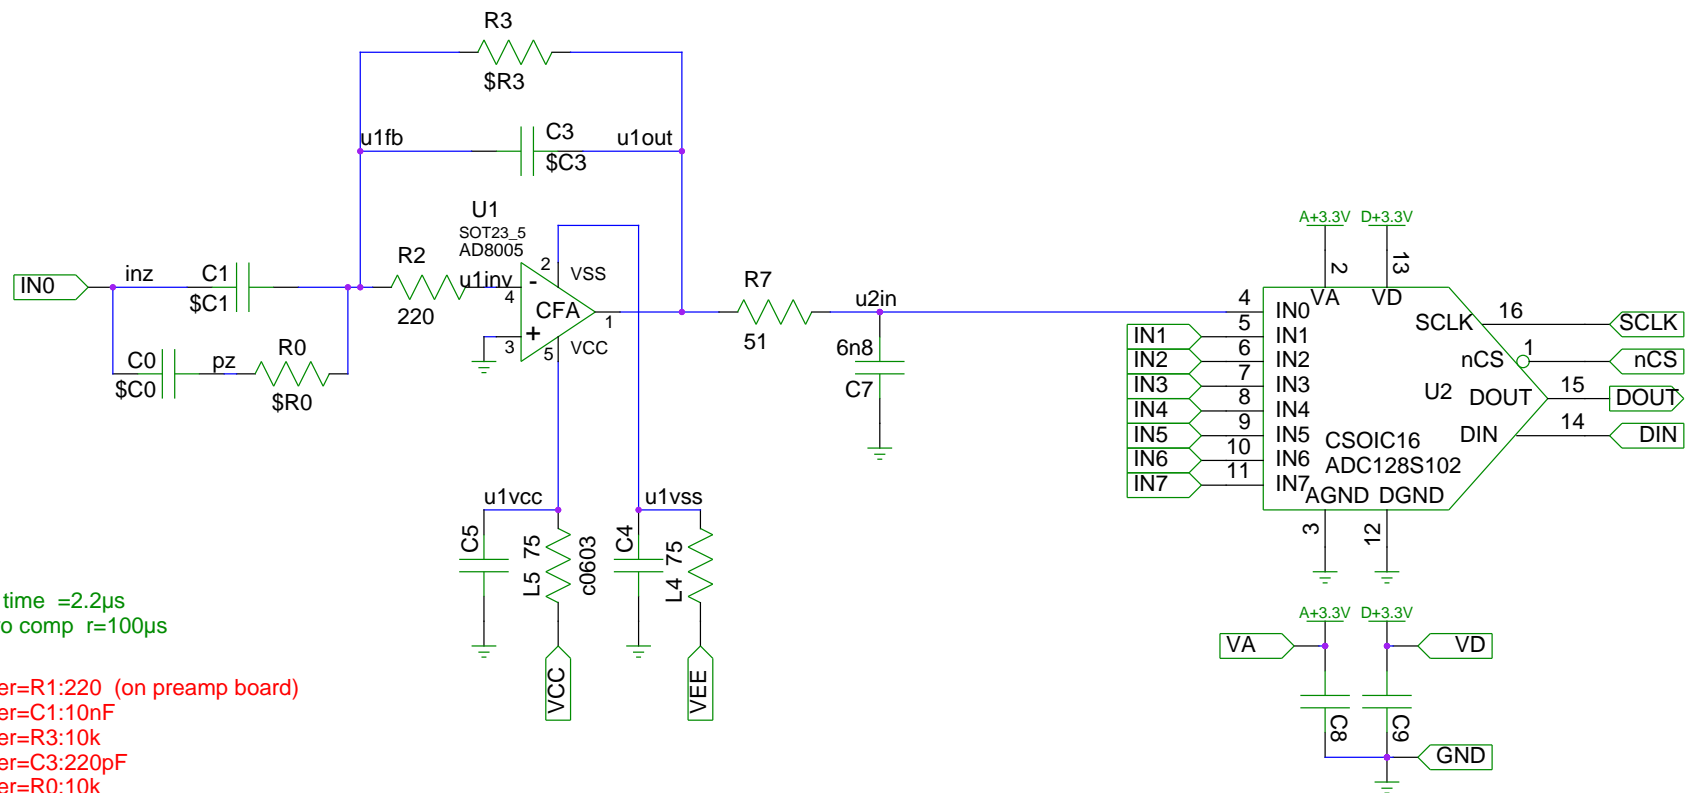 R3
$R3
u1fb
C3
$C3
u1out
U1
SOT23_5
AD8005
R2
220
u1inv
2
VSS
-
4
CFA
+
3
1
5
VCC
IN0
inz
C1
$C1
C0
$C0
pz
R0
$R0
R7
51
u2in
6n8
C7
A+3.3V
D+3.3V
2
13
VA
VD
4
IN0
IN1
5
IN1
IN2
6
IN2
IN3
7
IN3
IN4
8
IN4
IN5
9
IN5
IN6
10
IN6
IN7
11
IN7
SCLK
16
SCLK
nCS
1
nCS
U2
DOUT
15
DOUT
DIN
14
DIN
CSOIC16
ADC128S102
AGND
DGND
3
12
u1vcc
C5
L5
75
c0603
VCC
u1vss
C4
L4
75
VEE
time =2.2µs
o comp r=100µs
er=R1:220 (on preamp board)
er=C1:10nF
er=R3:10k
er=C3:220pF
er=R0:10k
A+3.3V
D+3.3V
VA
VD
C8
C9
GND